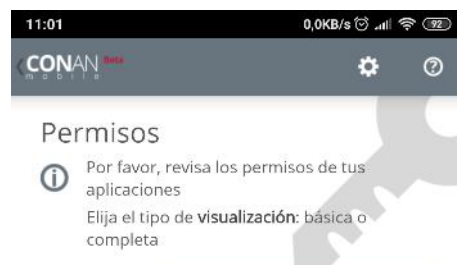 11:01 0,0KB/s 92
CONAN Beta
mobile
Permisos
Por favor, revisa los permisos de tus
aplicaciones
Elija el tipo de visualización: básica o
completa